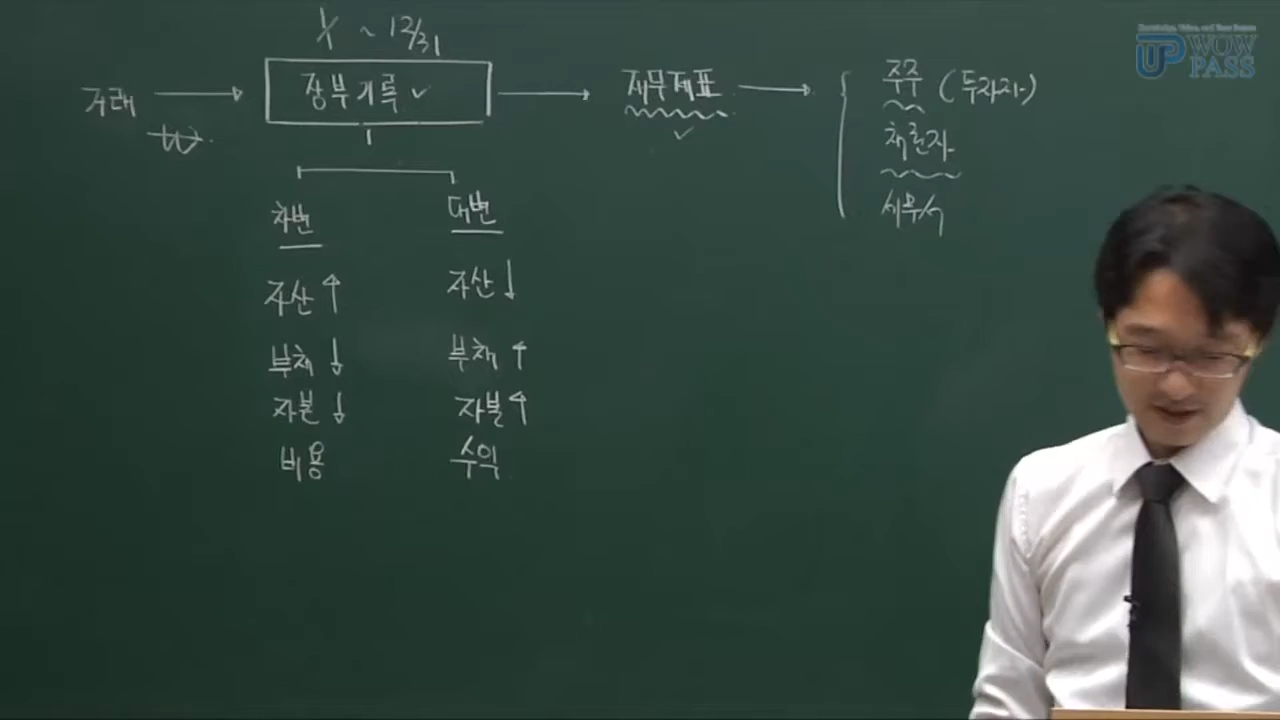 1/1 ~ 12/31
거래 → 장부기록 ✓ → 재무제표 → { 주주 (투자자)
₩
✓
채권자
세무서
차변 대변
자산↑ 자산↓
부채↓ 부채↑
자본↓ 자본↑
비용 수익
UP WOW PASS